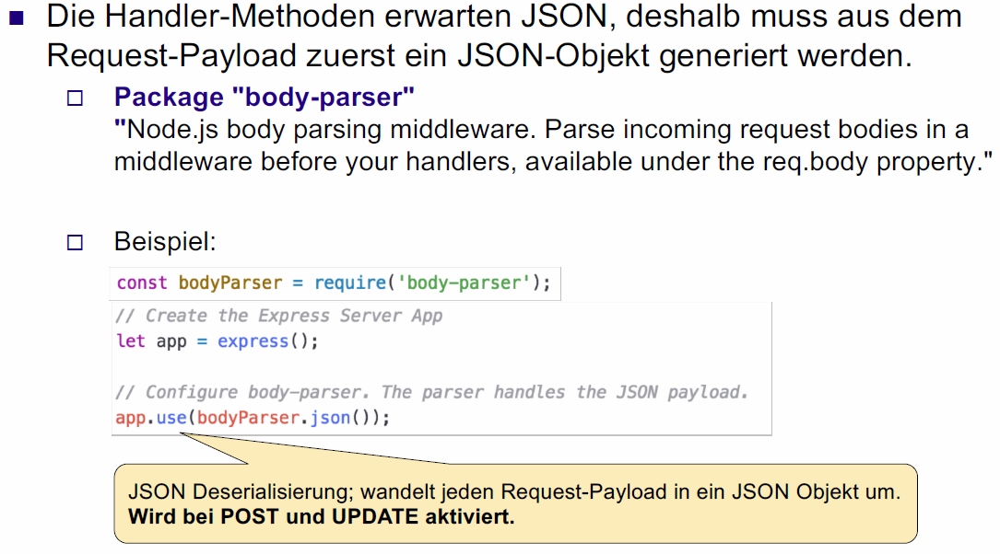 Die Handler-Methoden erwarten JSON, deshalb muss aus dem
Request-Payload zuerst ein JSON-Objekt generiert werden.
Package "body-parser"
"Node.js body parsing middleware. Parse incoming request bodies in a
middleware before your handlers, available under the req.body property."
Beispiel:
const bodyParser = require('body-parser');
// Create the Express Server App
let app = express();
// Configure body-parser. The parser handles the JSON payload.
app.use(bodyParser.json());
JSON Deserialisierung; wandelt jeden Request-Payload in ein JSON Objekt um.
Wird bei POST und UPDATE aktiviert.